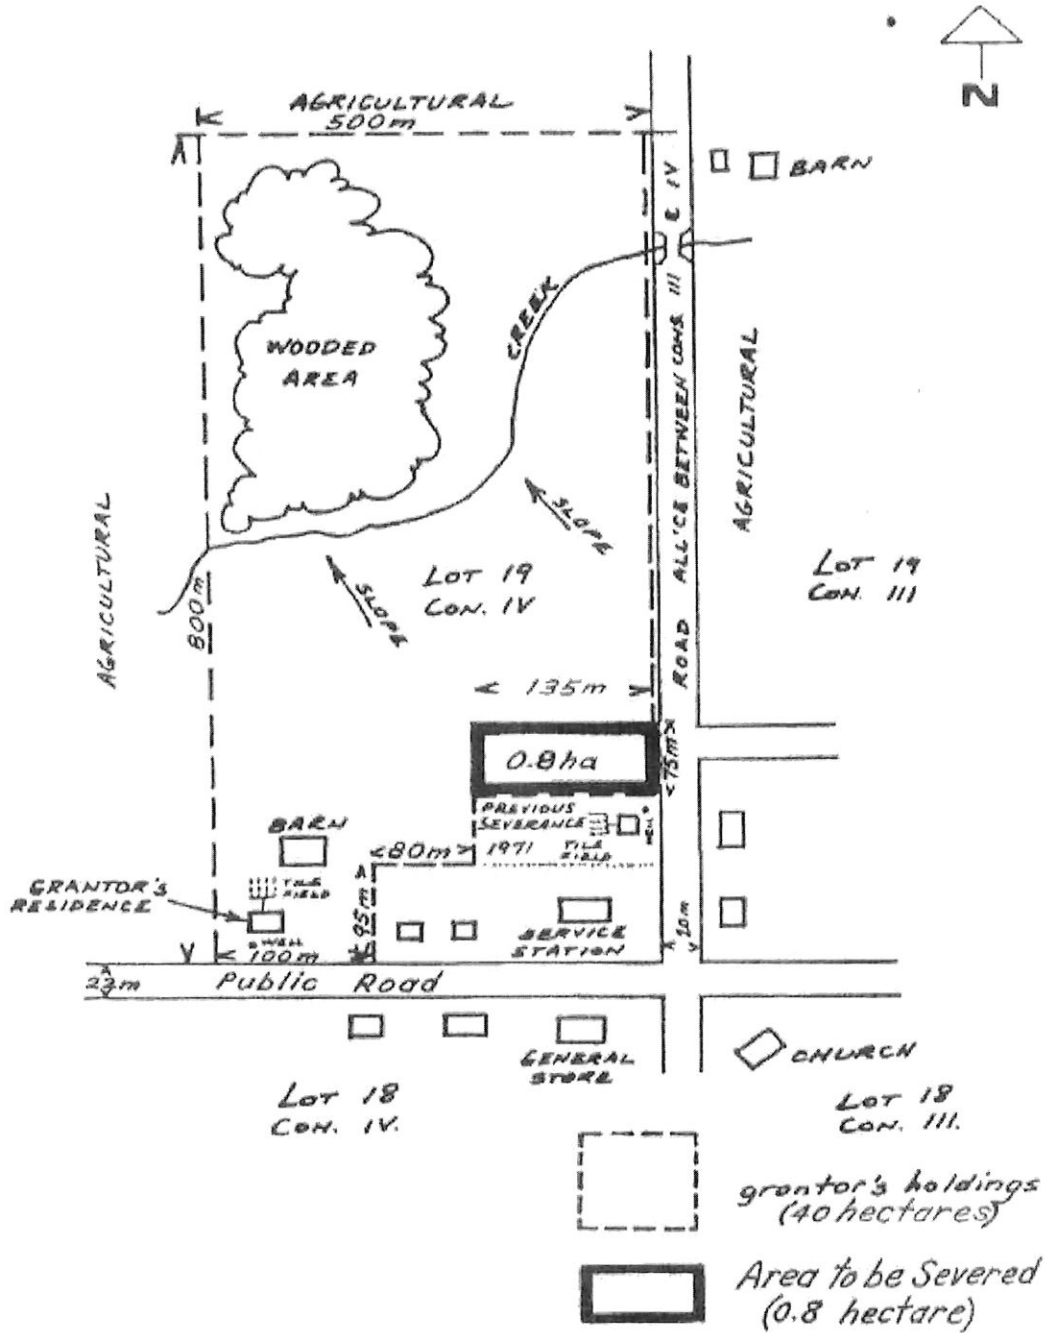 N
AGRICULTURAL
500m
BARN
ROAD ALL'CE BETWEEN CONS III & IV
CREEK
WOODED
AREA
AGRICULTURAL
AGRICULTURAL
SLOPE
SLOPE
800m
LOT 19
CON. IV
LOT 19
CON. III
135m
0.8ha
75m
PREVIOUS
SEVERANCE
1971
TILE
FIELD
WELL
BARN
80m
GRANTOR'S
RESIDENCE
TILE
FIELD
95m
WELL
100m
SERVICE
STATION
20m
Public Road
GENERAL
STORE
CHURCH
LOT 18
CON. IV.
LOT 18
CON. III.
grantor's holdings
(40 hectares)
Area to be Severed
(0.8 hectare)